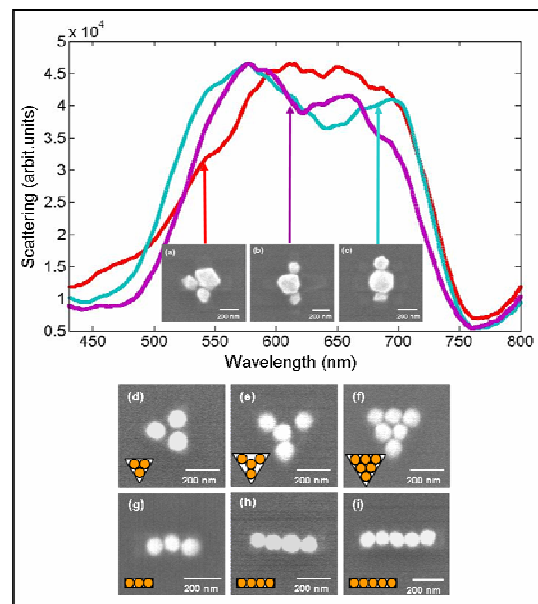 x 10^4
5
4.5
4
3.5
3
2.5
2
1.5
1
0.5
Scattering (arbit.units)
(a)
200 nm
(b)
200 nm
(c)
200 nm
450 500 550 600 650 700 750 800
Wavelength (nm)
(d)
200 nm
(e)
200 nm
(f)
200 nm
(g)
200 nm
(h)
200 nm
(i)
200 nm